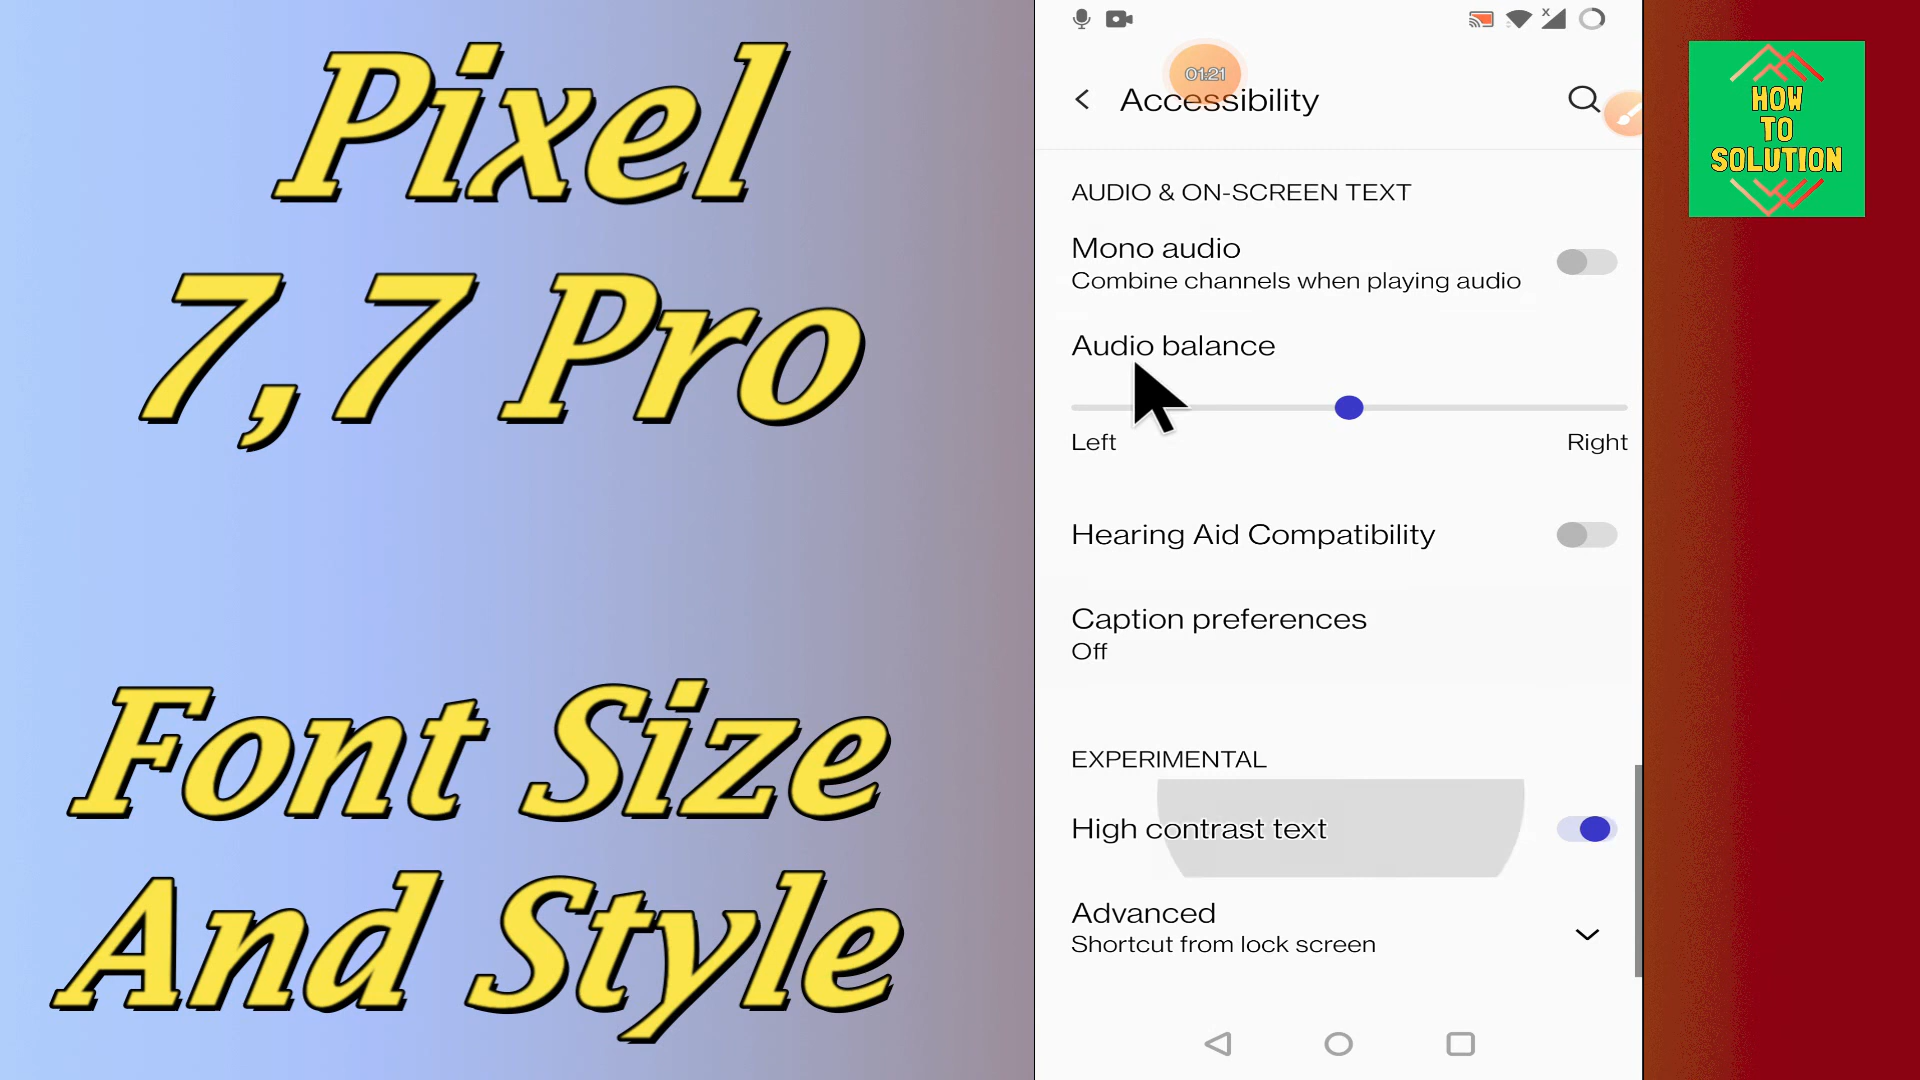 Pixel
7,7 Pro
Font Size
And Style
01:21
Accessibility
AUDIO & ON-SCREEN TEXT
Mono audio
Combine channels when playing audio
Audio balance
Left
Right
Hearing Aid Compatibility
Caption preferences
Off
EXPERIMENTAL
High contrast text
Advanced
Shortcut from lock screen
HOW
TO
SOLUTION